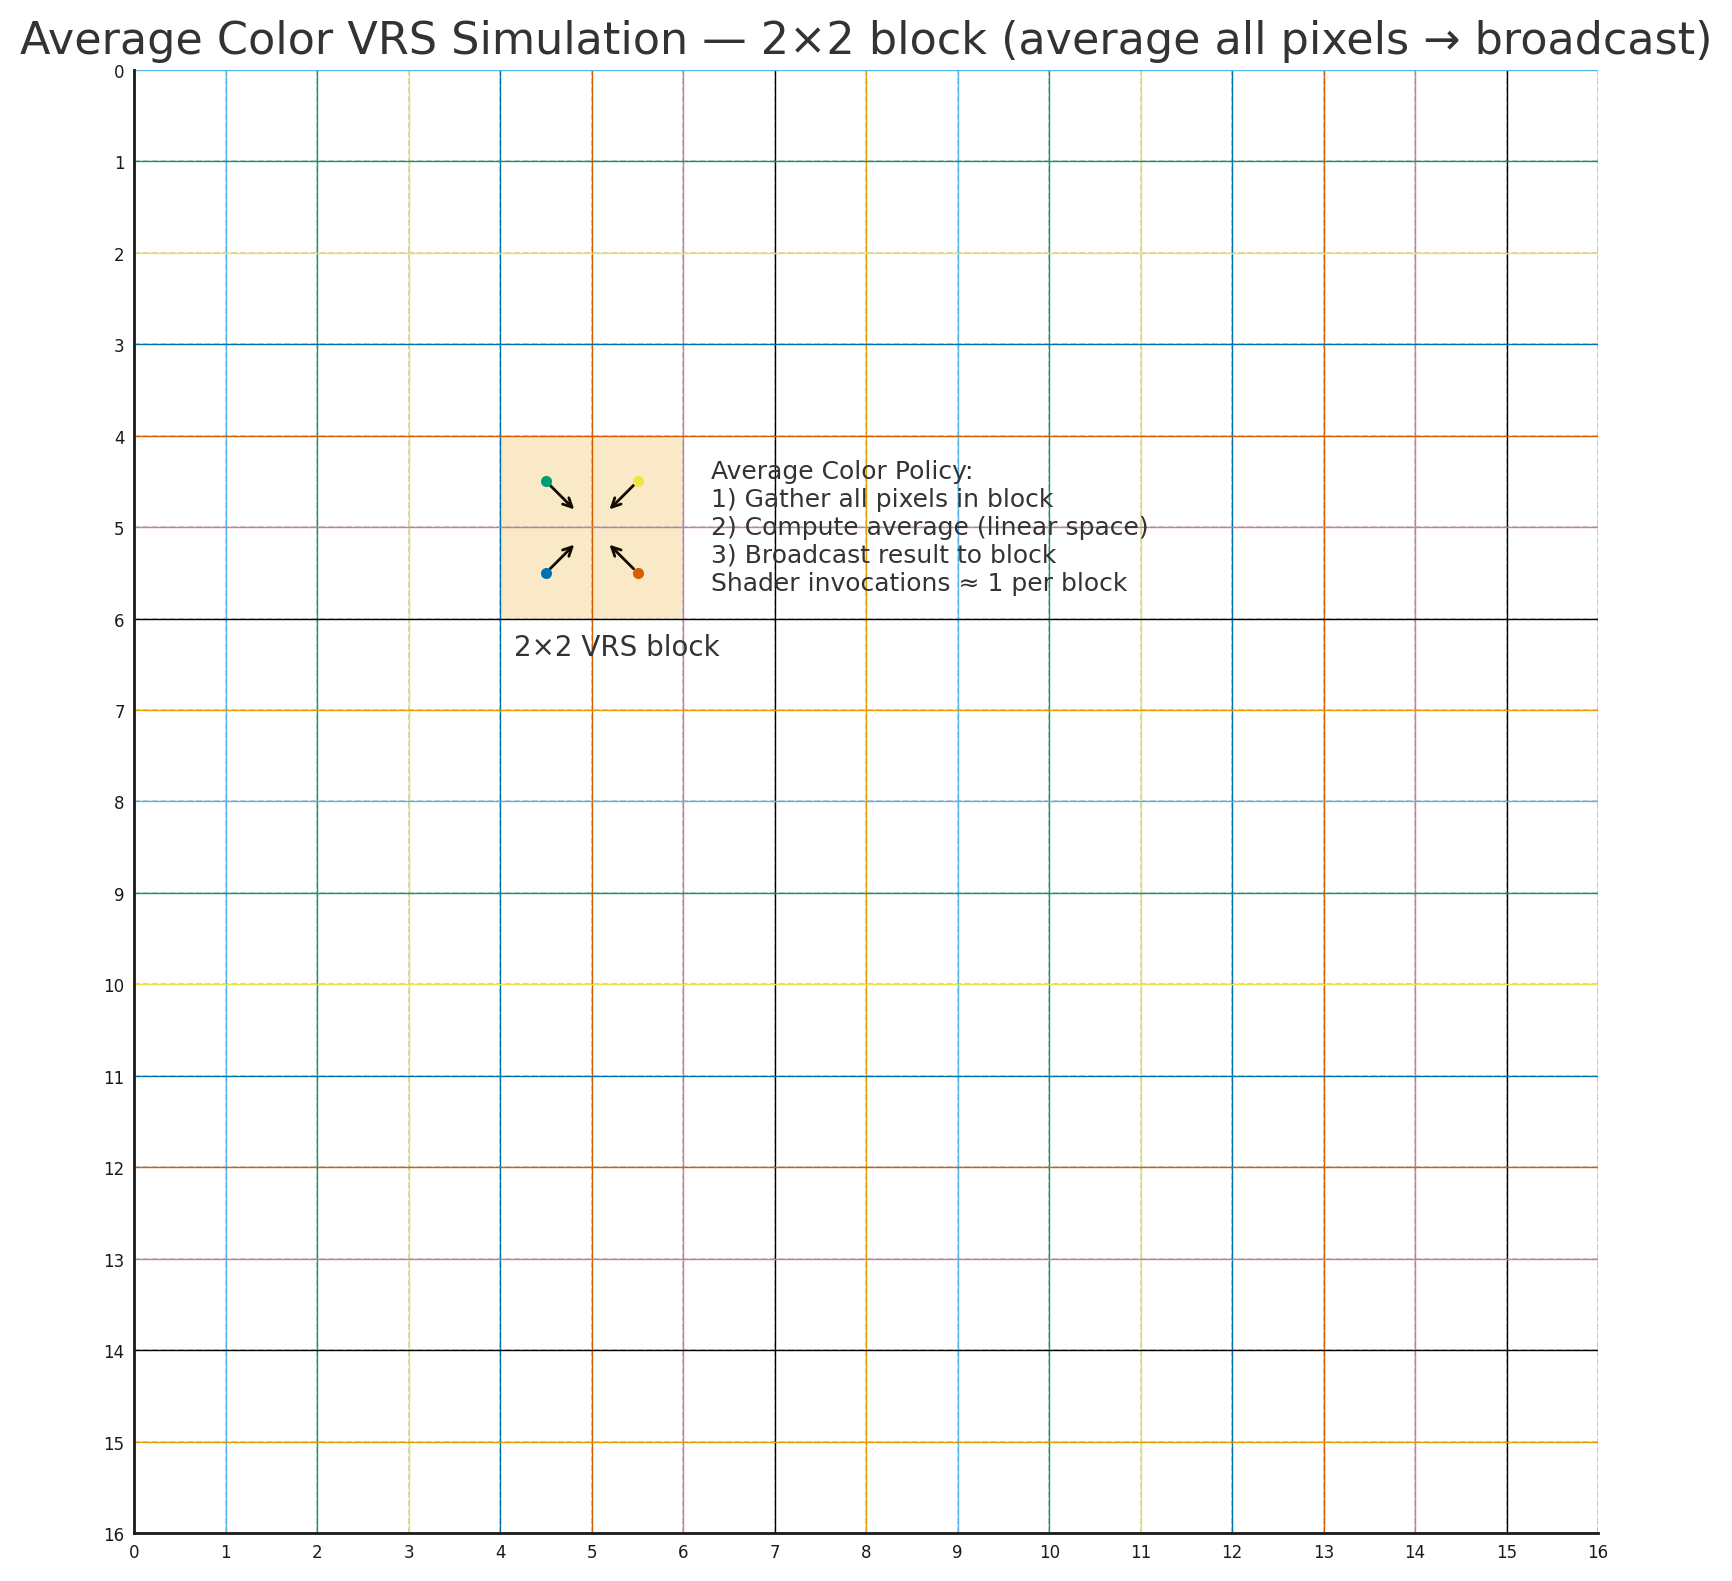 Average Color VRS Simulation — 2×2 block (average all pixels → broadcast)
0
1
2
3
4
Average Color Policy:
1) Gather all pixels in block
5
2) Compute average (linear space)
3) Broadcast result to block
Shader invocations ≈ 1 per block
6
2×2 VRS block
7
8
9
10
11
12
13
14
15
16
0 1 2 3 4 5 6 7 8 9 10 11 12 13 14 15 16